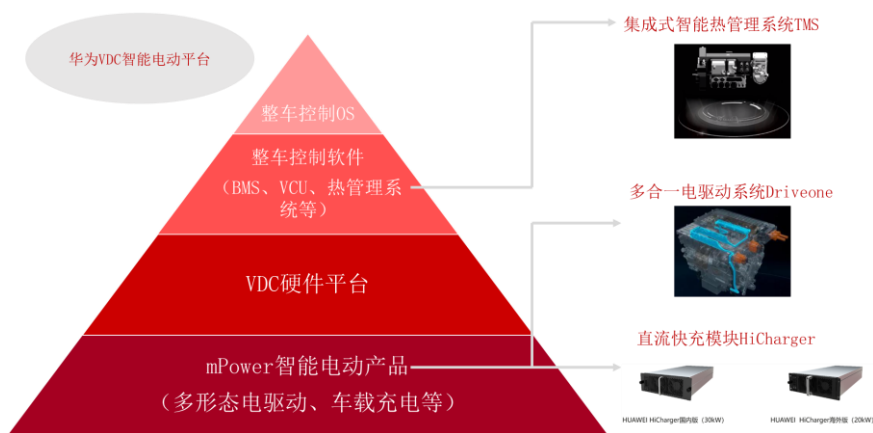 华为VDC智能电动平台
整车控制OS
整车控制软件
（BMS、VCU、热管理系
统等）
VDC硬件平台
mPower智能电动产品
（多形态电驱动、车载充电等）
集成式智能热管理系统TMS
多合一电驱动系统Driveone
直流快充模块HiCharger
HUAWEI HiCharger国内版（30kW）
HUAWEI HiCharger海外版（20kW）